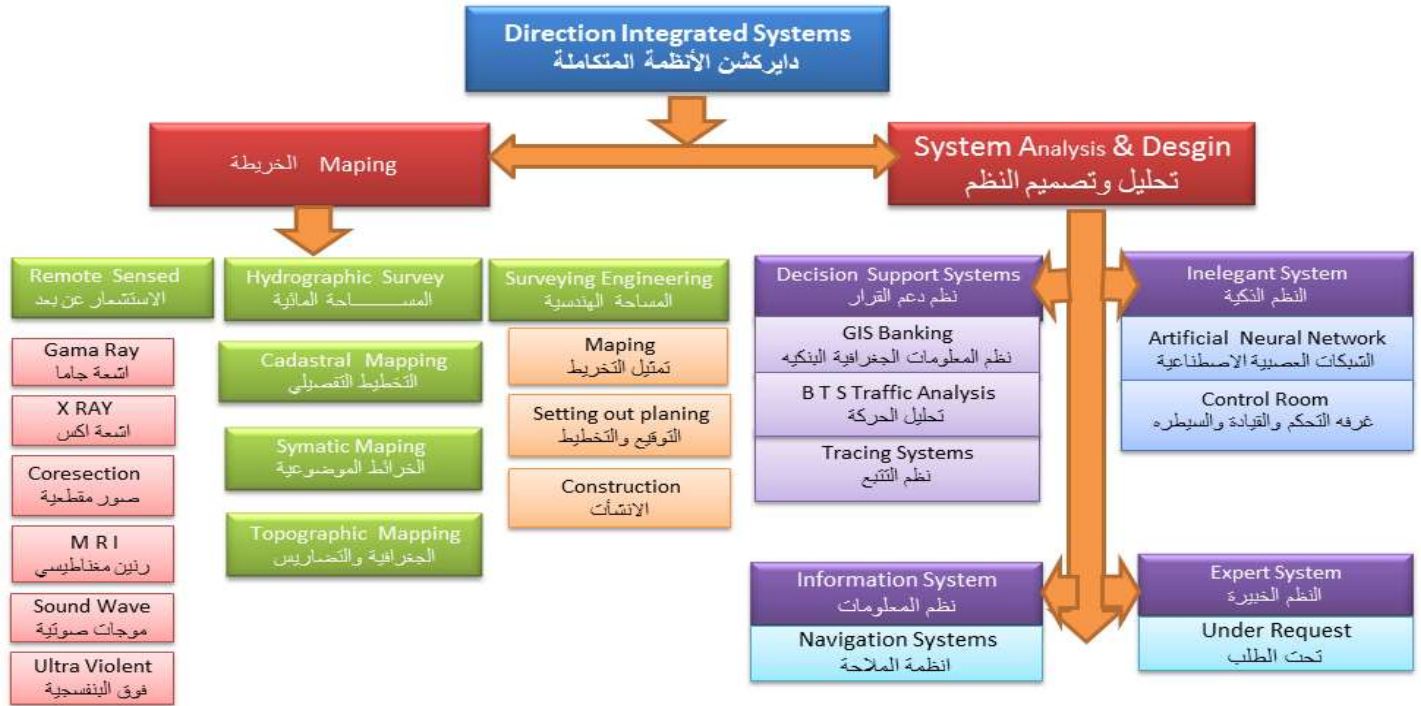 Direction Integrated Systems
دايركشن الأنظمة المتكاملة
الخريطة Maping
System Analysis & Desgin
تحليل وتصميم النظم
Remote Sensed
الاستشعار عن بعد
Gama Ray
اشعة جاما
X RAY
اشعة اكس
Coresection
صور مقطعية
M R I
رنين مغناطيسي
Sound Wave
موجات صوتية
Ultra Violent
فوق البنفسجية
Hydrographic Survey
المســـــــاحة المائية
Cadastral Mapping
التخطيط التفصيلي
Symatic Maping
الخرائط الموضوعية
Topographic Mapping
الجغرافية والتضاريس
Surveying Engineering
المساحة الهندسية
Maping
تمثيل التخريط
Setting out planing
التوقيع والتخطيط
Construction
الانشأت
Decision Support Systems
نظم دعم القرار
GIS Banking
نظم المعلومات الجغرافية البنكيه
B T S Traffic Analysis
تحليل الحركة
Tracing Systems
نظم التتبع
Inelegant System
النظم الذكية
Artificial Neural Network
الشبكات العصبية الاصطناعية
Control Room
غرفه التحكم والقيادة والسيطره
Information System
نظم المعلومات
Navigation Systems
انظمة الملاحة
Expert System
النظم الخبيرة
Under Request
تحت الطلب